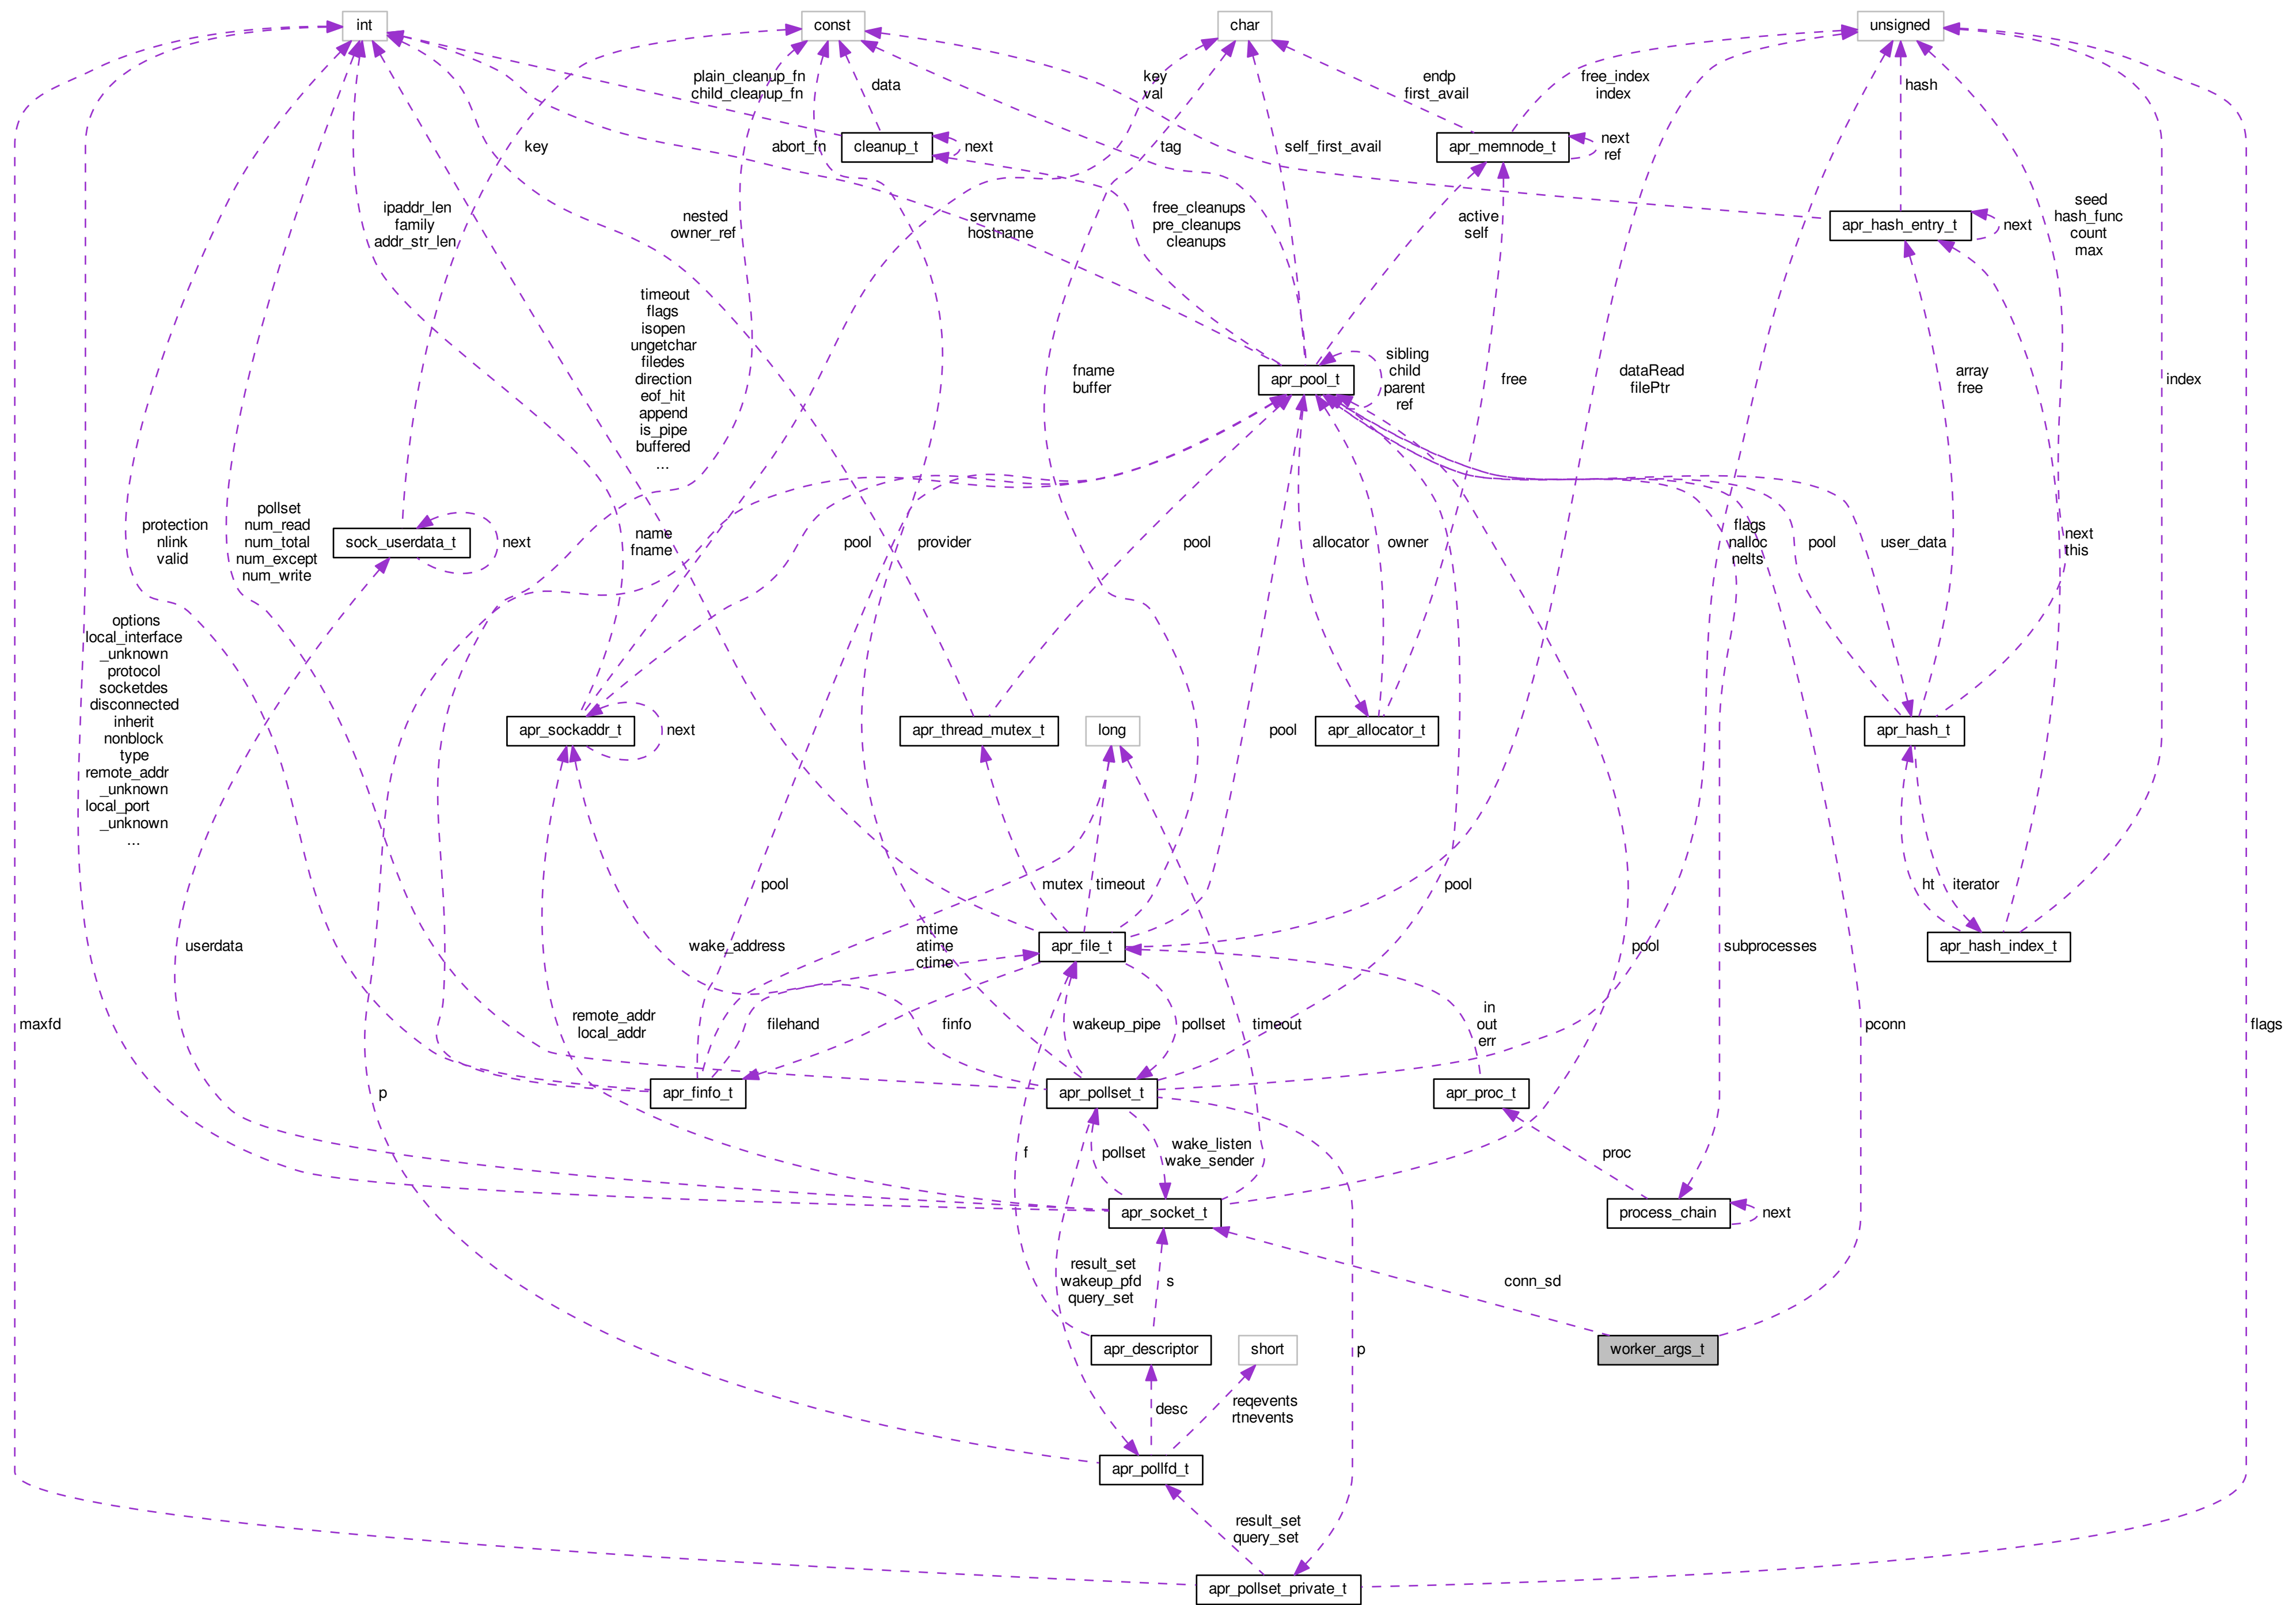 int
const
char
unsigned
plain_cleanup_fn
child_cleanup_fn
data
key
val
endp
first_avail
free_index
index
hash
key
abort_fn
cleanup_t
next
tag
self_first_avail
apr_memnode_t
next
ref
ipaddr_len
family
addr_str_len
nested
owner_ref
servname
hostname
free_cleanups
pre_cleanups
cleanups
active
self
apr_hash_entry_t
next
seed
hash_func
count
max
timeout
flags
isopen
ungetchar
filedes
direction
eof_hit
append
is_pipe
buffered
...
fname
buffer
apr_pool_t
sibling
child
parent
ref
free
dataRead
filePtr
array
free
index
protection
nlink
valid
pollset
num_read
num_total
num_except
num_write
sock_userdata_t
next
name
fname
pool
provider
pool
allocator
owner
flags
nalloc
nelts
pool
user_data
next
this
options
local_interface
_unknown
protocol
socketdes
disconnected
inherit
nonblock
type
remote_addr
_unknown
local_port
_unknown
...
apr_sockaddr_t
next
apr_thread_mutex_t
long
pool
apr_allocator_t
apr_hash_t
pool
mutex
timeout
pool
ht
iterator
userdata
wake_address
mtime
atime
ctime
apr_file_t
pool
subprocesses
apr_hash_index_t
maxfd
remote_addr
local_addr
filehand
finfo
wakeup_pipe
pollset
timeout
in
out
err
pconn
flags
p
apr_finfo_t
apr_pollset_t
apr_proc_t
f
pollset
wake_listen
wake_sender
proc
apr_socket_t
process_chain
next
result_set
wakeup_pfd
query_set
s
conn_sd
apr_descriptor
short
p
worker_args_t
desc
reqevents
rtnevents
apr_pollfd_t
result_set
query_set
apr_pollset_private_t